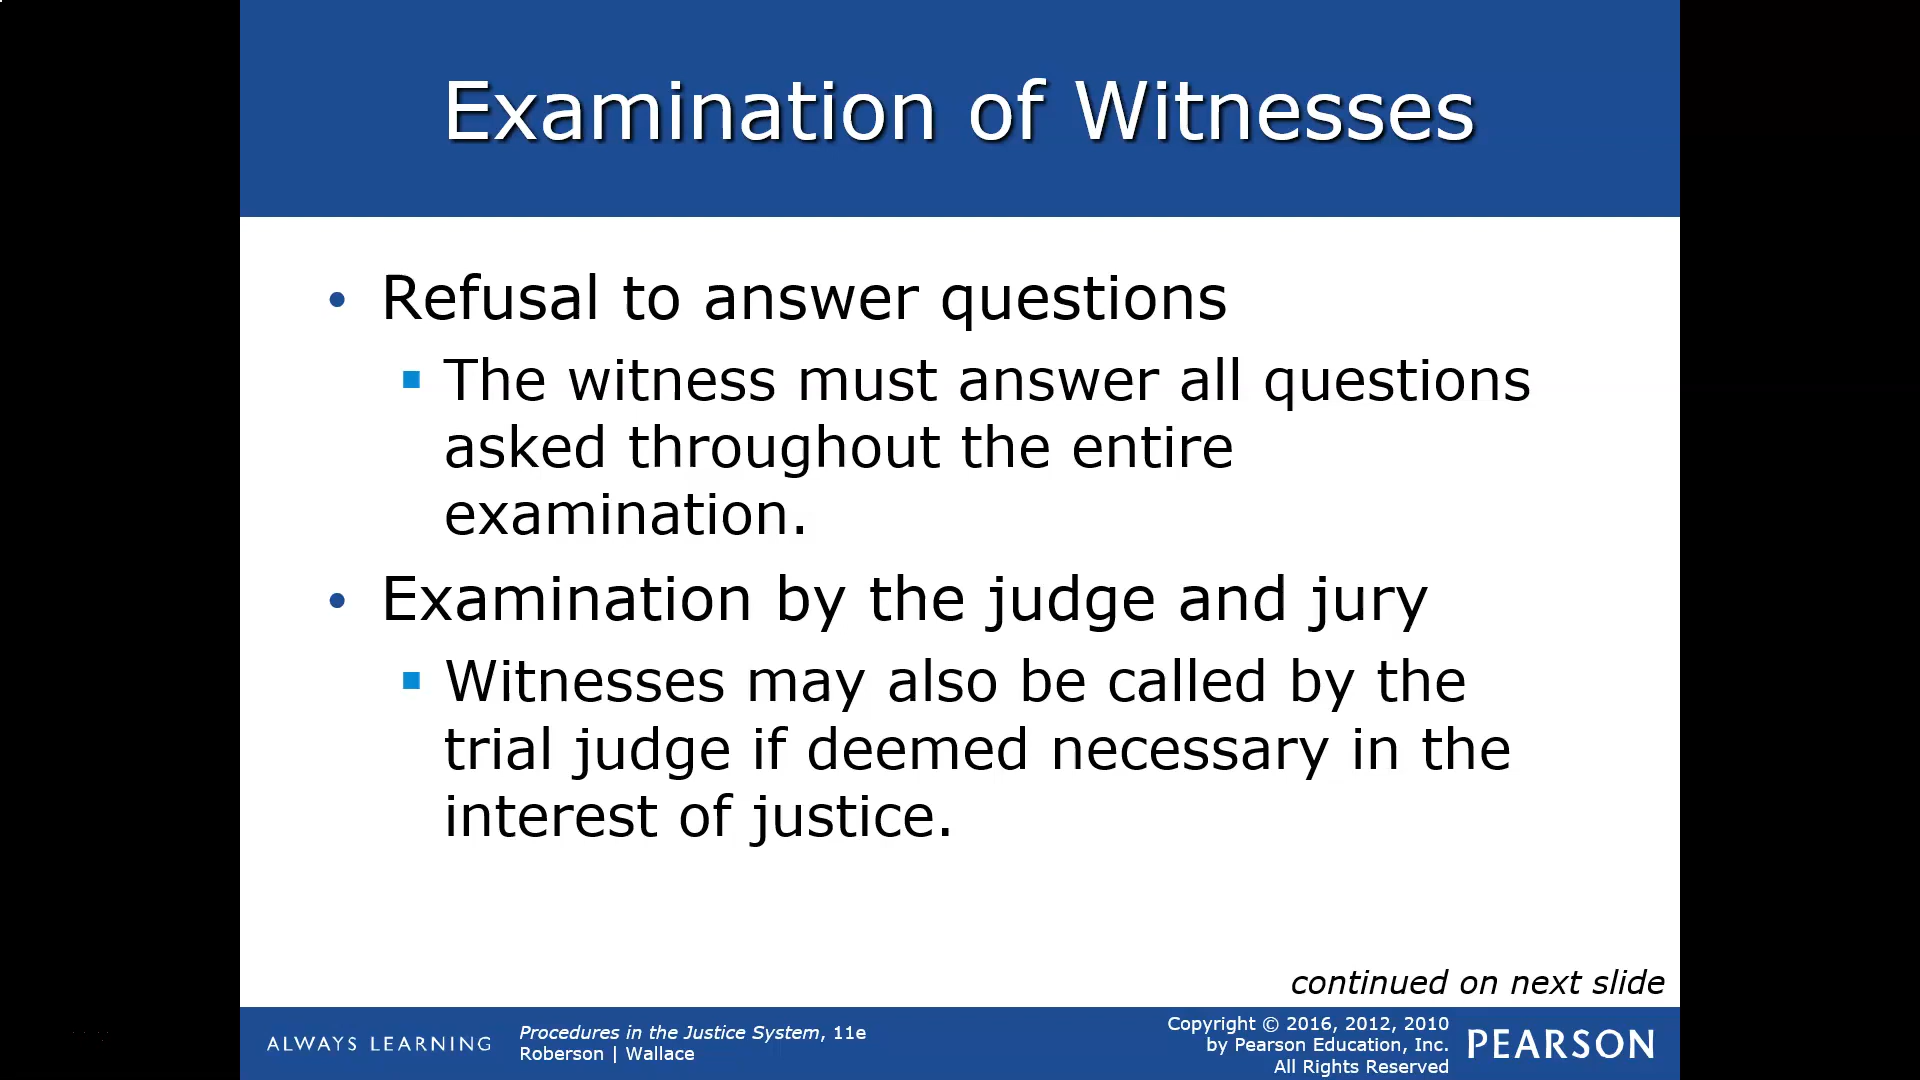 Examination of Witnesses
• Refusal to answer questions
▪ The witness must answer all questions
asked throughout the entire
examination.
• Examination by the judge and jury
▪ Witnesses may also be called by the
trial judge if deemed necessary in the
interest of justice.
continued on next slide
ALWAYS LEARNING
Procedures in the Justice System, 11e
Roberson | Wallace
Copyright © 2016, 2012, 2010
by Pearson Education, Inc.
All Rights Reserved
PEARSON